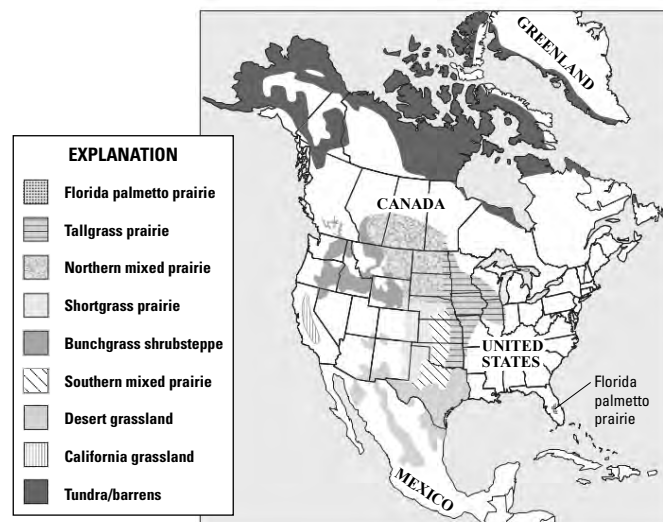 GREENLAND
EXPLANATION
Florida palmetto prairie
Tallgrass prairie
Northern mixed prairie
Shortgrass prairie
Bunchgrass shrubsteppe
Southern mixed prairie
Desert grassland
California grassland
Tundra/barrens
CANADA
UNITED
STATES
Florida
palmetto
prairie
MEXICO